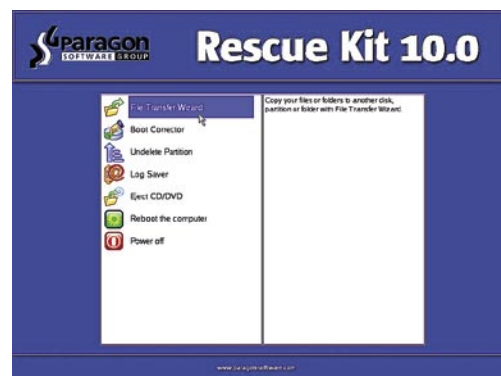 Paragon
SOFTWARE GROUP
Rescue Kit 10.0
File Transfer Wizard
Boot Corrector
Undelete Partition
Log Saver
Eject CD/DVD
Reboot the computer
Power off
Copy your files or folders to another disk,
partition or folder with File Transfer Wizard.
www.paragonsoftware.com